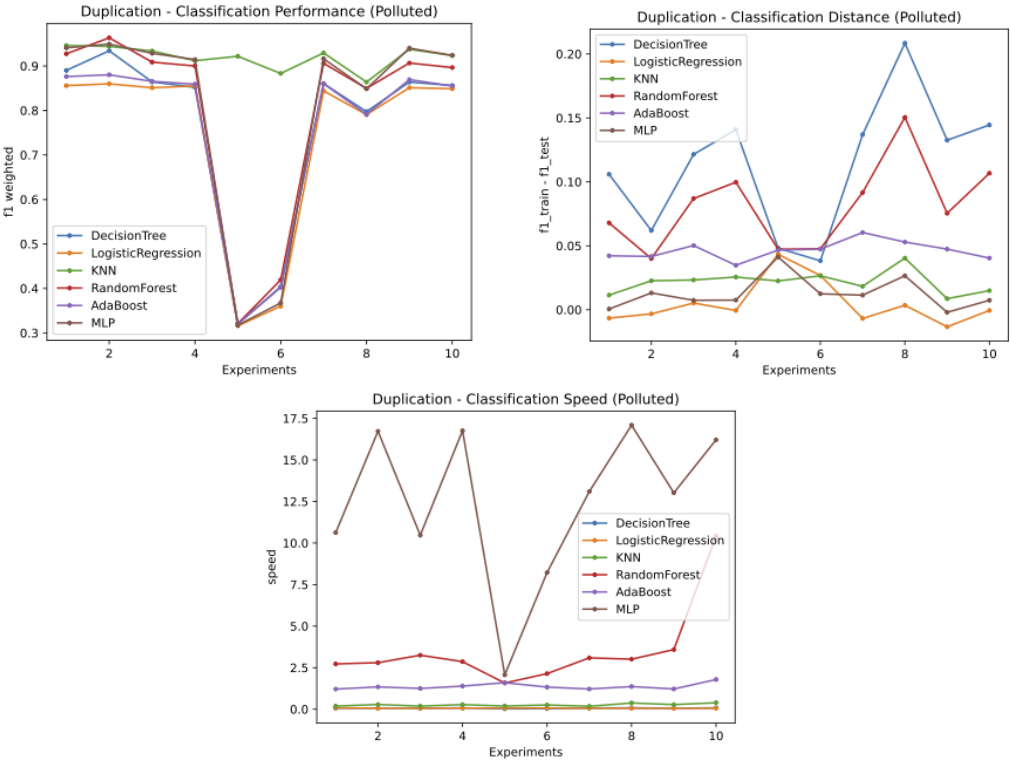 Duplication - Classification Performance (Polluted)
f1 weighted
0.9
0.8
0.7
0.6
0.5
0.4
0.3
DecisionTree
LogisticRegression
KNN
RandomForest
AdaBoost
MLP
2
4
6
8
10
Experiments
Duplication - Classification Distance (Polluted)
f1_train - f1_test
0.20
0.15
0.10
0.05
0.00
DecisionTree
LogisticRegression
KNN
RandomForest
AdaBoost
MLP
2
4
6
8
10
Experiments
Duplication - Classification Speed (Polluted)
speed
17.5
15.0
12.5
10.0
7.5
5.0
2.5
0.0
DecisionTree
LogisticRegression
KNN
RandomForest
AdaBoost
MLP
2
4
6
8
10
Experiments